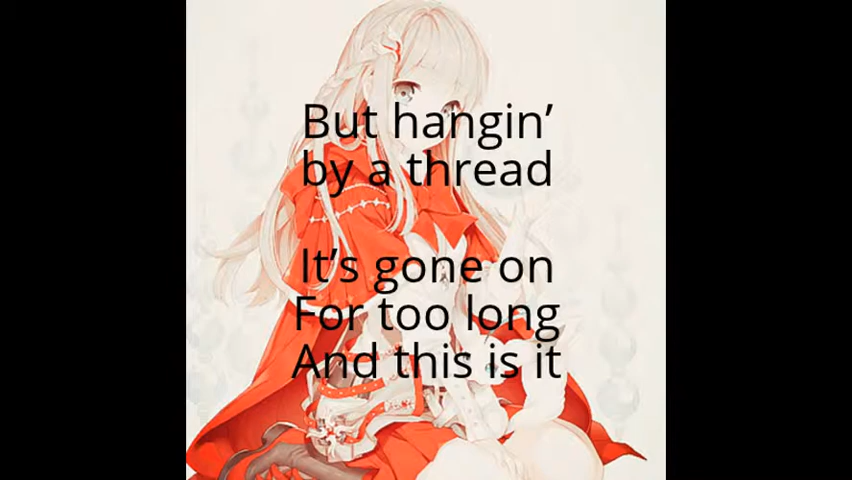 But hangin’
by a thread
It’s gone on
For too long
And this is it